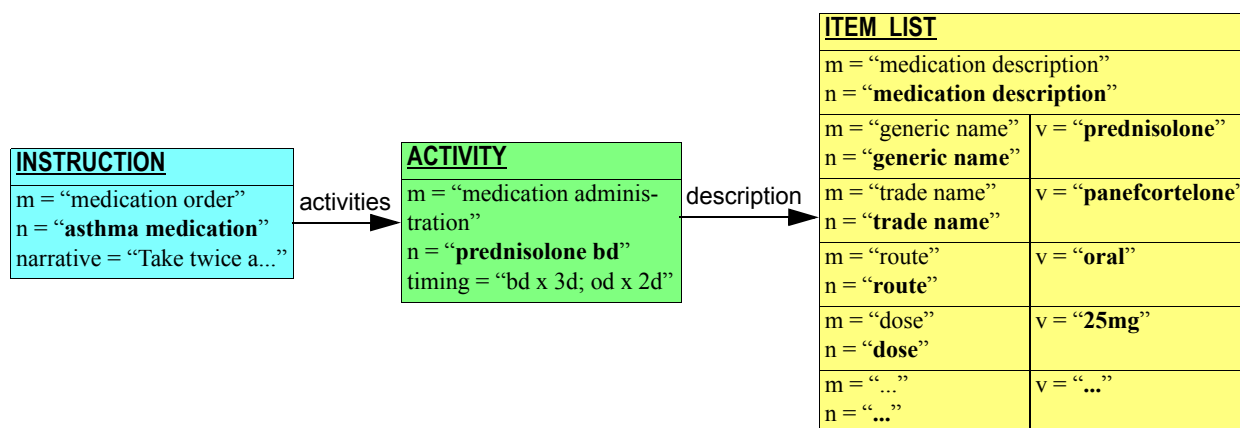 ITEM LIST
m = “medication description”
n = “medication description”
m = “generic name”
n = “generic name”
v = “prednisolone”
m = “trade name”
n = “trade name”
v = “panefcortelone”
m = “route”
n = “route”
v = “oral”
m = “dose”
n = “dose”
v = “25mg”
m = “...”
n = “...”
v = “...”
INSTRUCTION
m = “medication order”
n = “asthma medication”
narrative = “Take twice a...”
activities
ACTIVITY
m = “medication adminis-
tration”
n = “prednisolone bd”
timing = “bd x 3d; od x 2d”
description